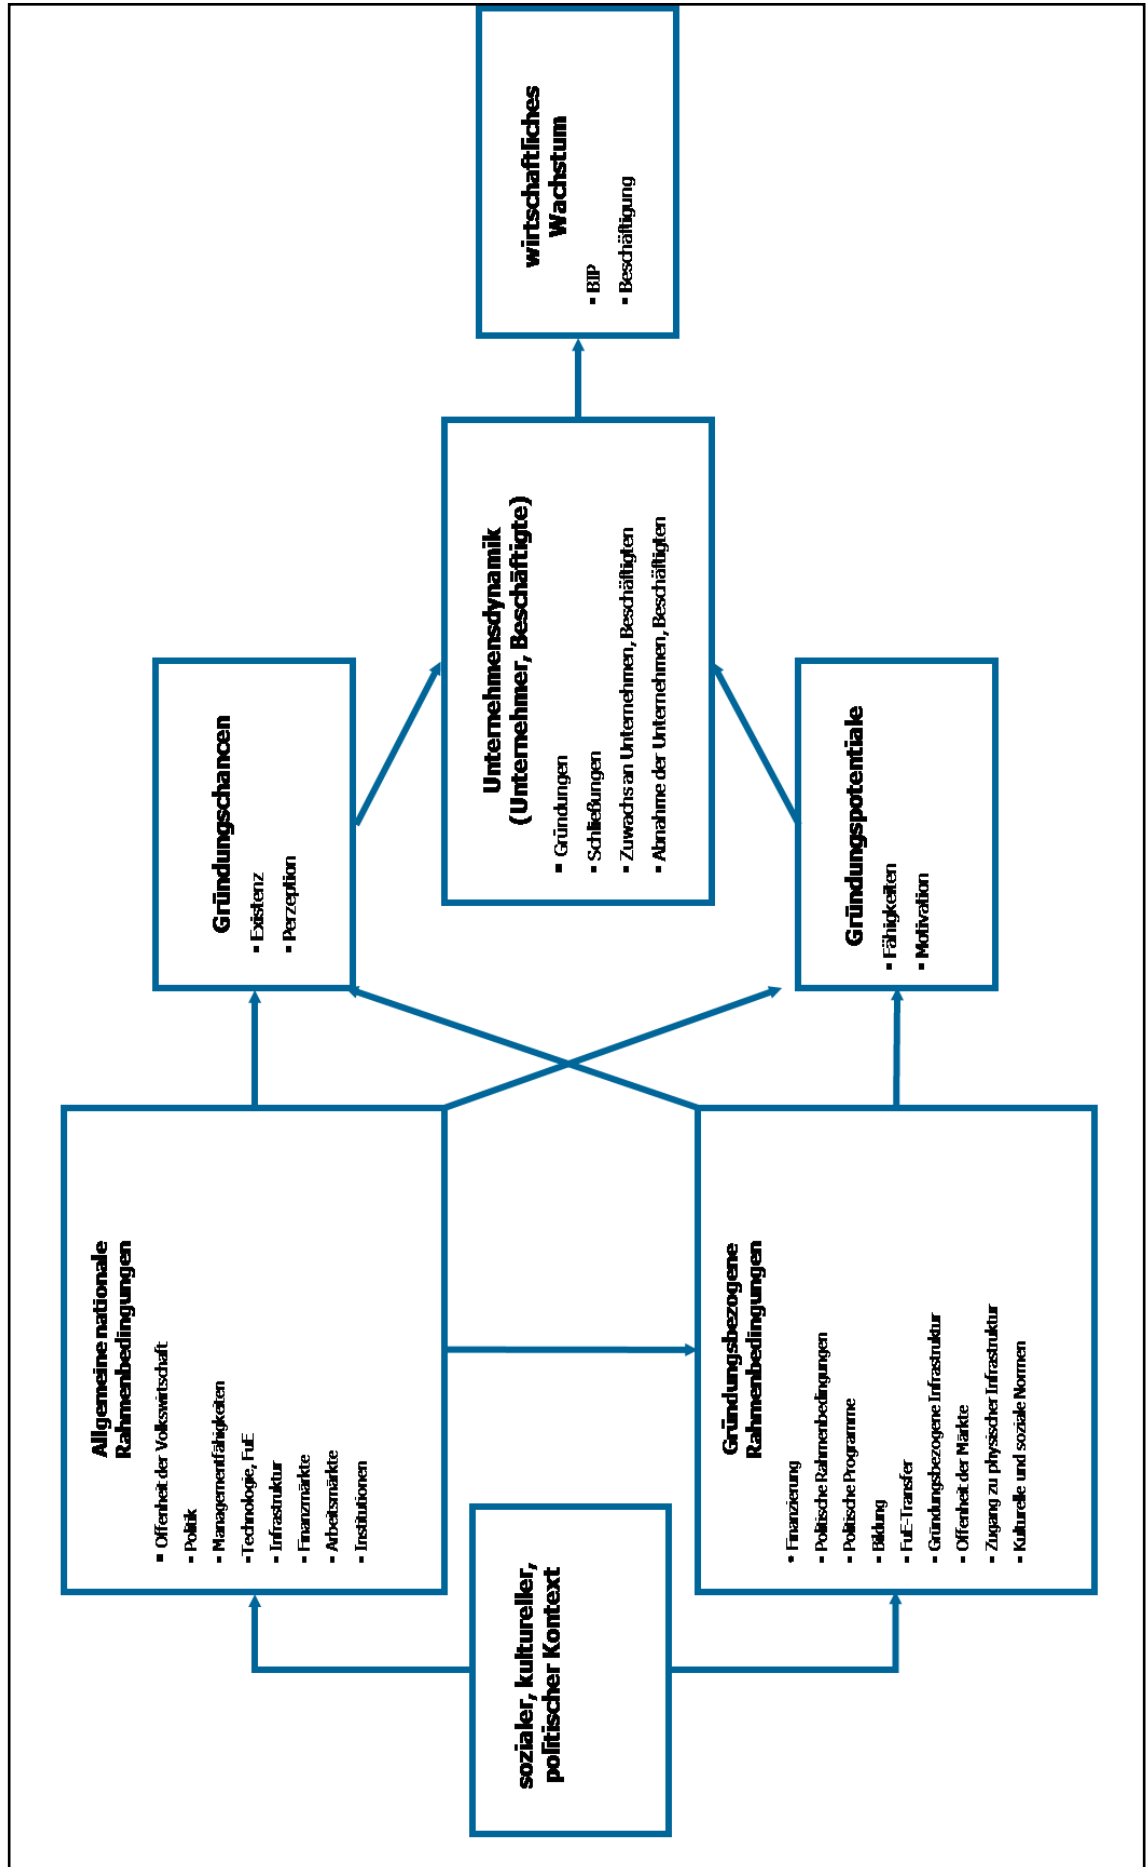 sozialer, kultureller,
politischer Kontext
Allgemeine nationale
Rahmenbedingungen
▪ Offenheit der Volkswirtschaft
▪ Politik
▪ Managementfähigkeiten
▪Technologie, FuE
▪ Infrastruktur
▪ Finanzmärkte
▪ Arbeitsmärkte
▪ Institutionen
Gründungsbezogene
Rahmenbedingungen
• Finanzierung
▪ Politische Rahmenbedingungen
▪ Politische Programme
▪ Bildung
▪ FuE-Transfer
▪ Gründungsbezogene Infrastruktur
▪ Offenheit der Märkte
▪ Zugang zu physischer Infrastruktur
▪ Kulturelle und soziale Normen
Gründungschancen
▪ Existenz
▪ Perzeption
Gründungspotentiale
▪ Fähigkeiten
▪ Motivation
Unternehmensdynamik
(Unternehmer, Beschäftigte)
▪ Gründungen
▪ Schließungen
▪ Zuwachs an Unternehmen, Beschäftigten
▪ Abnahme der Unternehmen, Beschäftigten
wirtschaftliches
Wachstum
▪ BIP
▪ Beschäftigung